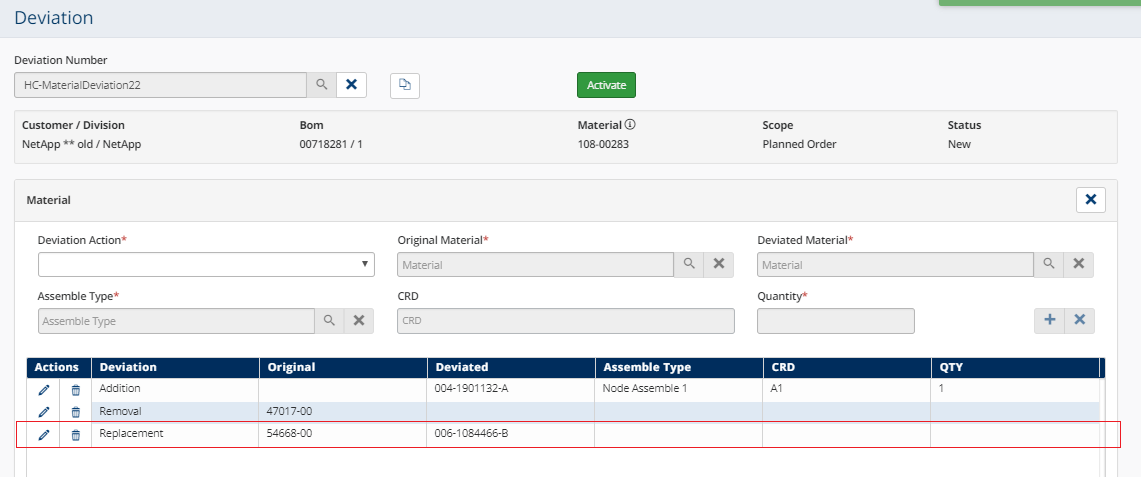 Deviation
Deviation Number
HC-MaterialDeviation22
Activate
Customer / Division Bom Material Scope Status
NetApp ** old / NetApp 00718281 / 1 108-00283 Planned Order New
Material
Deviation Action* Original Material* Deviated Material*
Material Material
Assemble Type* CRD Quantity*
Assemble Type CRD
Actions Deviation Original Deviated Assemble Type CRD QTY
Addition 004-1901132-A Node Assemble 1 A1 1
Removal 47017-00
Replacement 54668-00 006-1084466-B